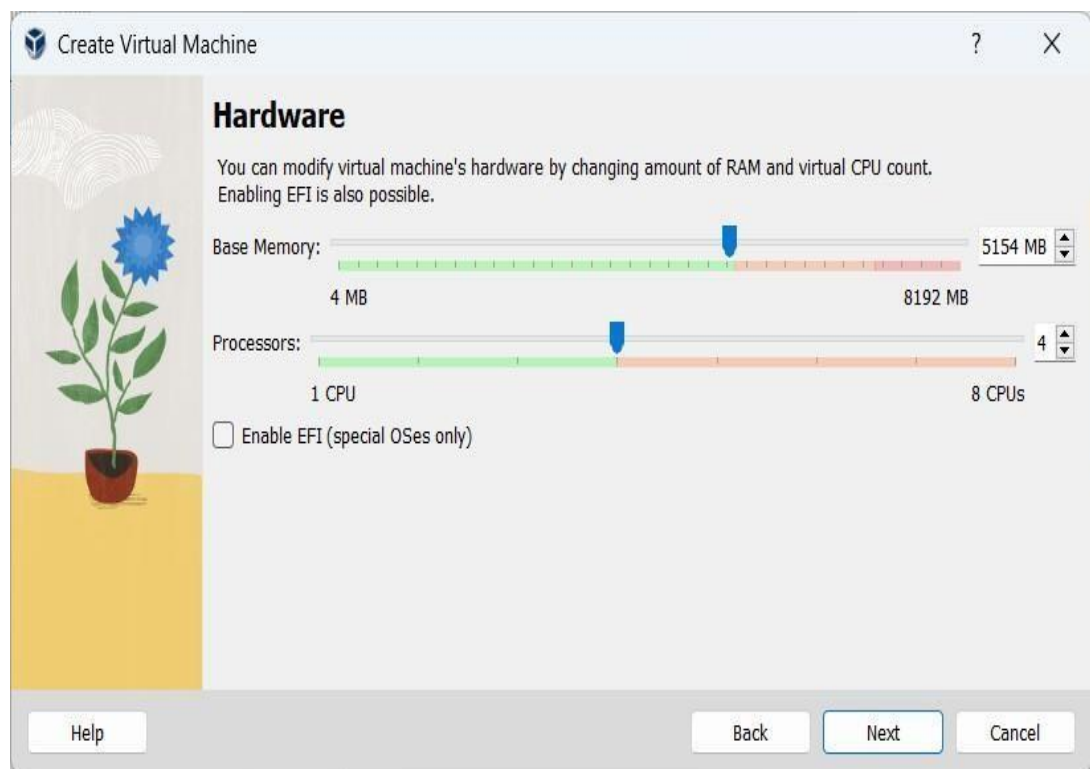 Create Virtual Machine
?
Hardware
You can modify virtual machine's hardware by changing amount of RAM and virtual CPU count.
Enabling EFI is also possible.
Base Memory:
5154 MB
4 MB
8192 MB
Processors:
4
1 CPU
8 CPUs
Enable EFI (special OSes only)
Help
Back
Next
Cancel